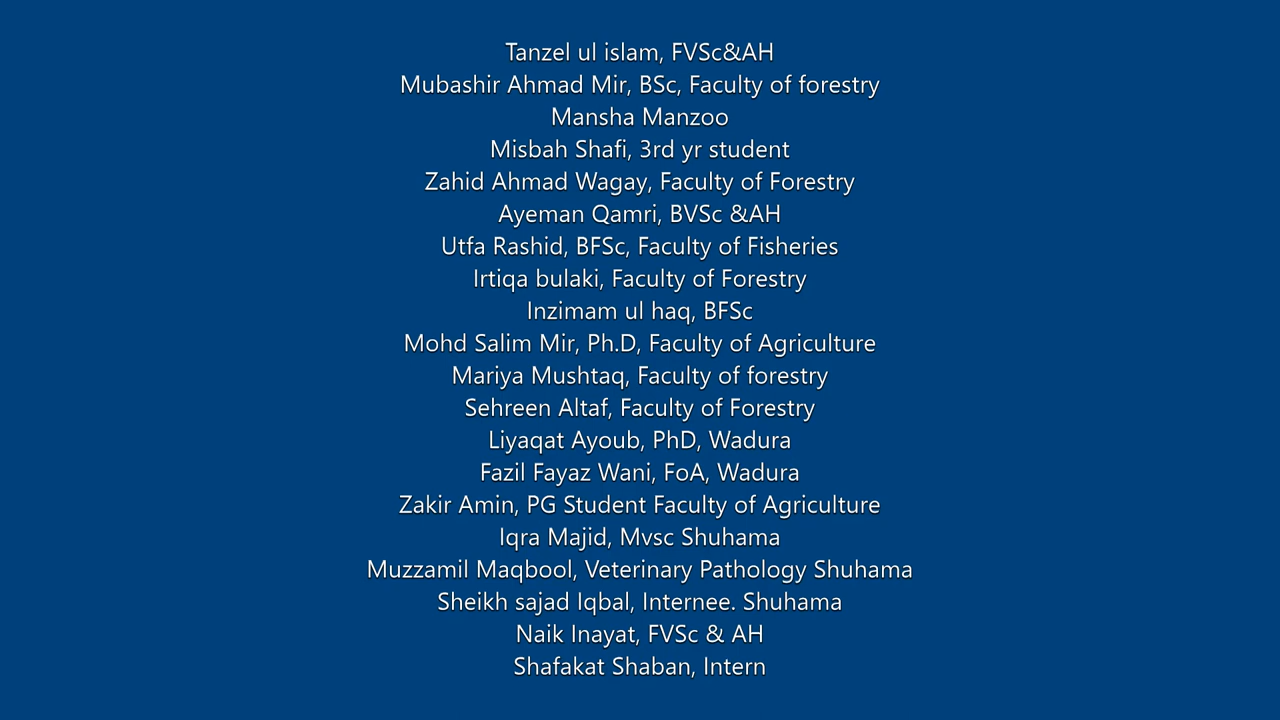 Tanzel ul islam, FVSc&AH
Mubashir Ahmad Mir, BSc, Faculty of forestry
Mansha Manzoo
Misbah Shafi, 3rd yr student
Zahid Ahmad Wagay, Faculty of Forestry
Ayeman Qamri, BVSc &AH
Utfa Rashid, BFSc, Faculty of Fisheries
Irtiqa bulaki, Faculty of Forestry
Inzimam ul haq, BFSc
Mohd Salim Mir, Ph.D, Faculty of Agriculture
Mariya Mushtaq, Faculty of forestry
Sehreen Altaf, Faculty of Forestry
Liyaqat Ayoub, PhD, Wadura
Fazil Fayaz Wani, FoA, Wadura
Zakir Amin, PG Student Faculty of Agriculture
Iqra Majid, Mvsc Shuhama
Muzzamil Maqbool, Veterinary Pathology Shuhama
Sheikh sajad Iqbal, Internee. Shuhama
Naik Inayat, FVSc & AH
Shafakat Shaban, Intern